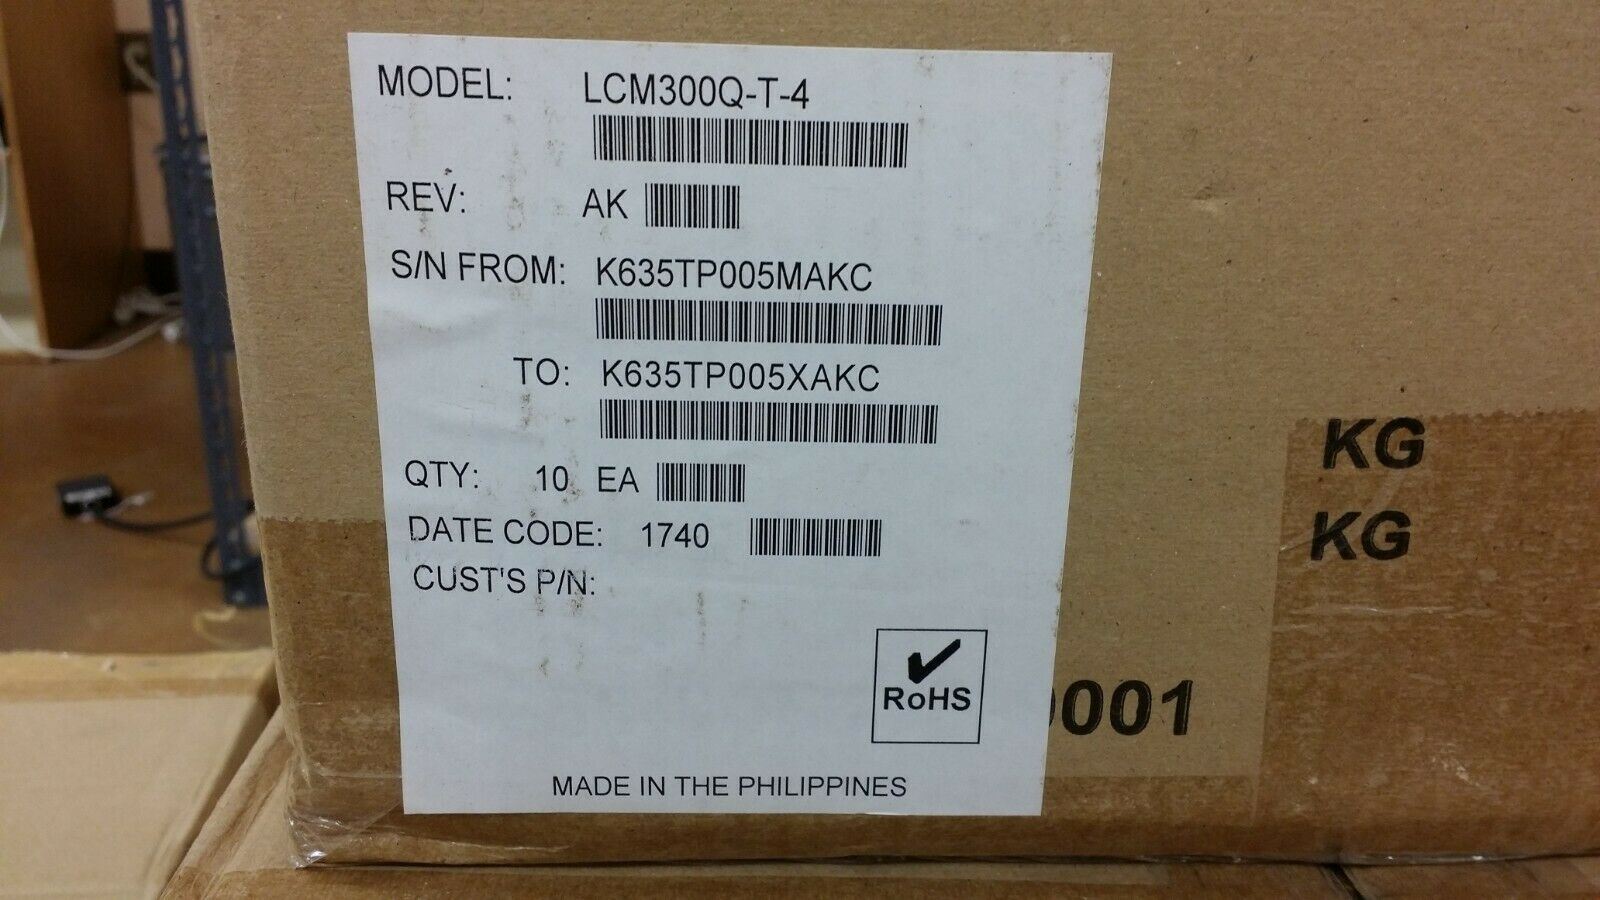 MODEL: LCM300Q-T-4
REV: AK
S/N FROM: K635TP005MAKC
TO: K635TP005XAKC
QTY: 10 EA
DATE CODE: 1740
CUST'S P/N:
RoHS
MADE IN THE PHILIPPINES
KG
KG
0001